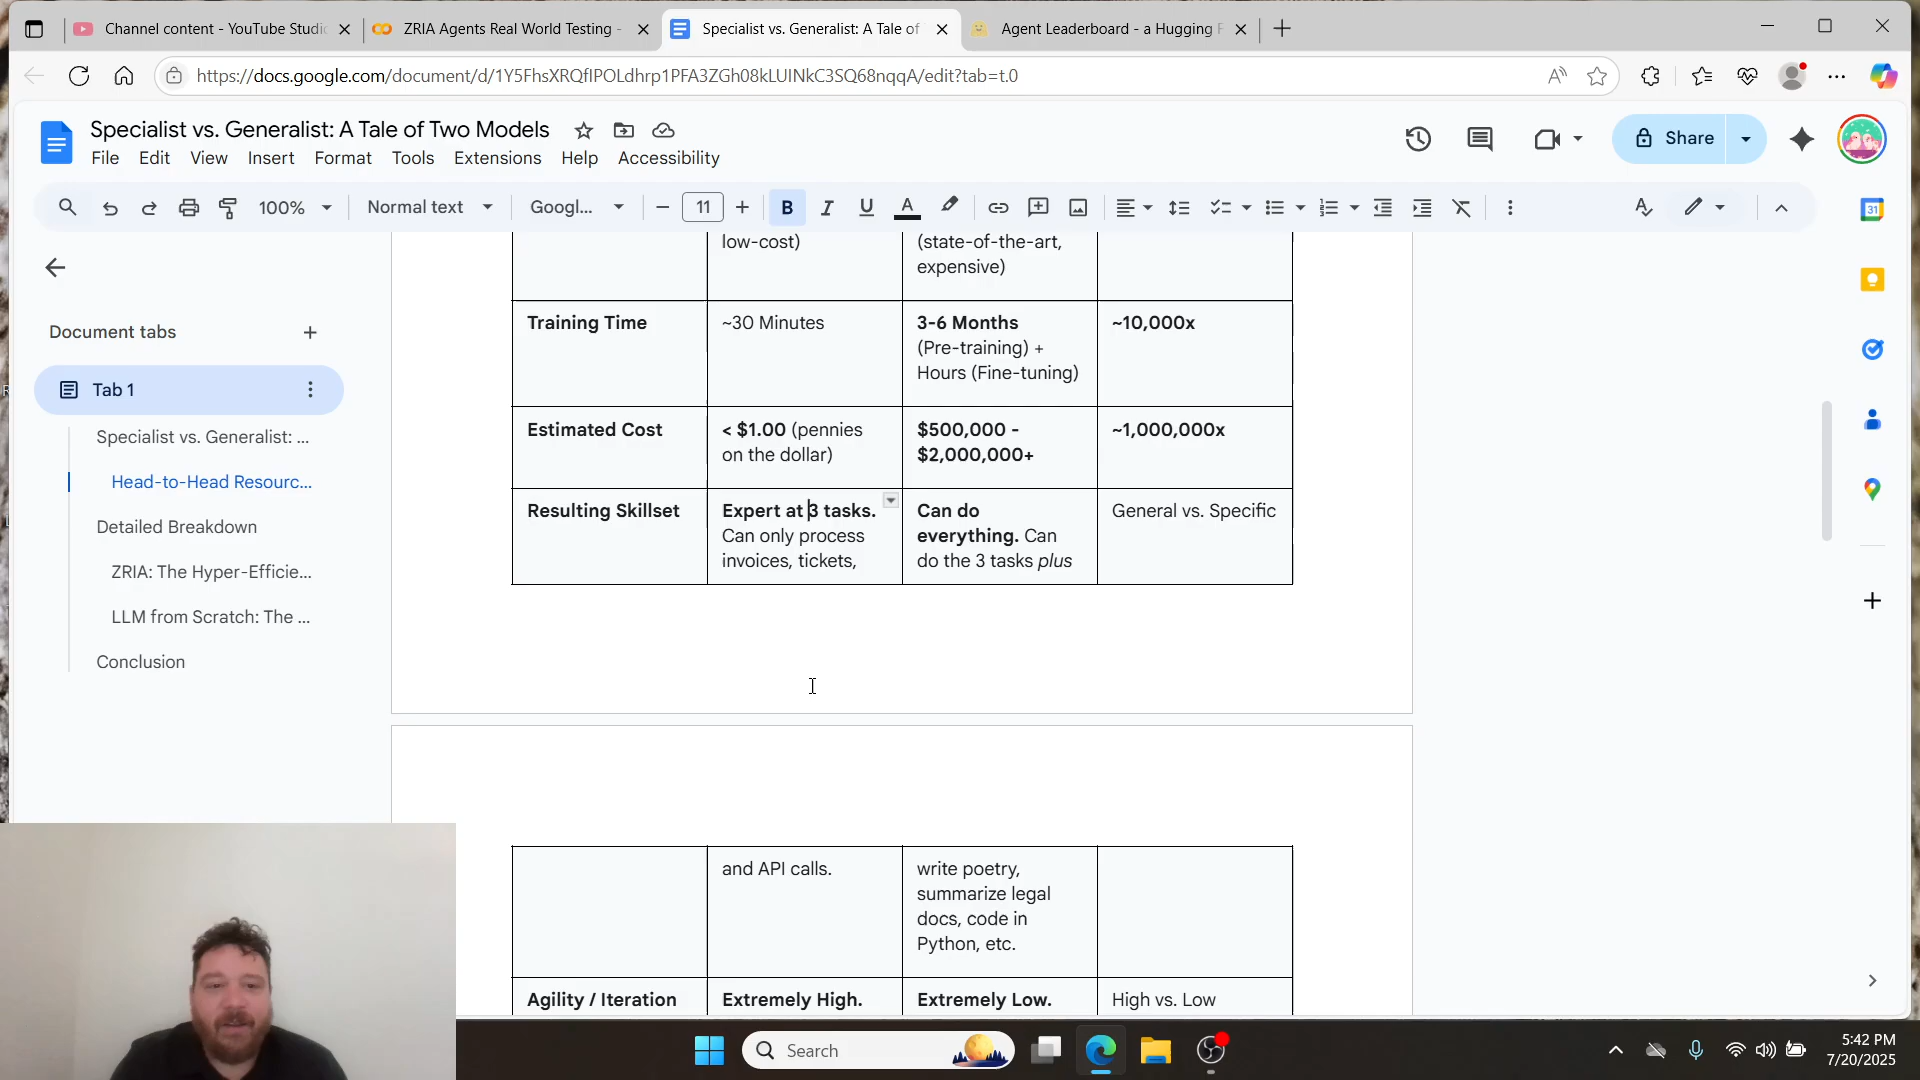 Channel content - YouTube Studi
ZRIA Agents Real World Testing -
Specialist vs. Generalist: A Tale of
Agent Leaderboard - a Hugging F
https://docs.google.com/document/d/1Y5FhsXRQfIPOLdhrp1PFA3ZGh08kLUINkC3SQ68nqqA/edit?tab=t.0
Specialist vs. Generalist: A Tale of Two Models
File Edit View Insert Format Tools Extensions Help Accessibility
Share
100%
Normal text
Googl...
11
B I U A
31
Document tabs
Tab 1
Specialist vs. Generalist: ...
Head-to-Head Resourc...
Detailed Breakdown
ZRIA: The Hyper-Efficie...
LLM from Scratch: The ...
Conclusion
low-cost)
(state-of-the-art,
expensive)
Training Time
~30 Minutes
3-6 Months
(Pre-training) +
Hours (Fine-tuning)
~10,000x
Estimated Cost
< $1.00 (pennies
on the dollar)
$500,000 -
$2,000,000+
~1,000,000x
Resulting Skillset
Expert at 3 tasks.
Can only process
invoices, tickets,
Can do
everything. Can
do the 3 tasks plus
General vs. Specific
and API calls.
write poetry,
summarize legal
docs, code in
Python, etc.
Agility / Iteration
Extremely High.
Extremely Low.
High vs. Low
Search
5:42 PM
7/20/2025